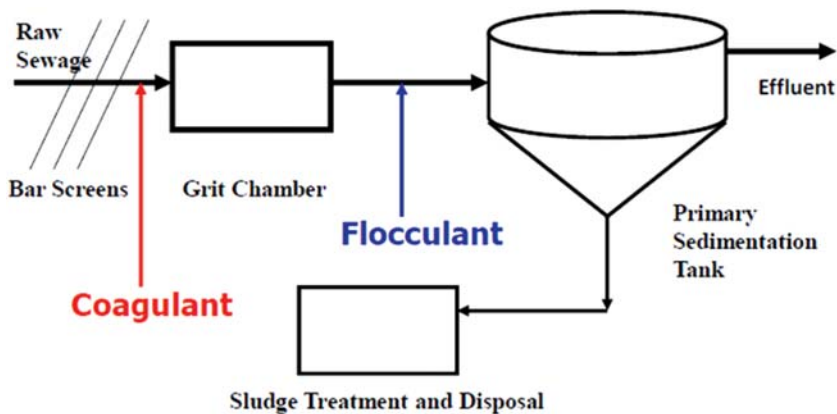 Raw
Sewage
Effluent
Bar Screens
Grit Chamber
Flocculant
Primary
Sedimentation
Tank
Coagulant
Sludge Treatment and Disposal